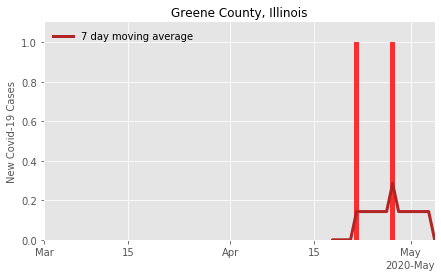 Greene County, Illinois
7 day moving average
New Covid-19 Cases
1.0
0.8
0.6
0.4
0.2
0.0
Mar
15
Apr
15
May
2020-May